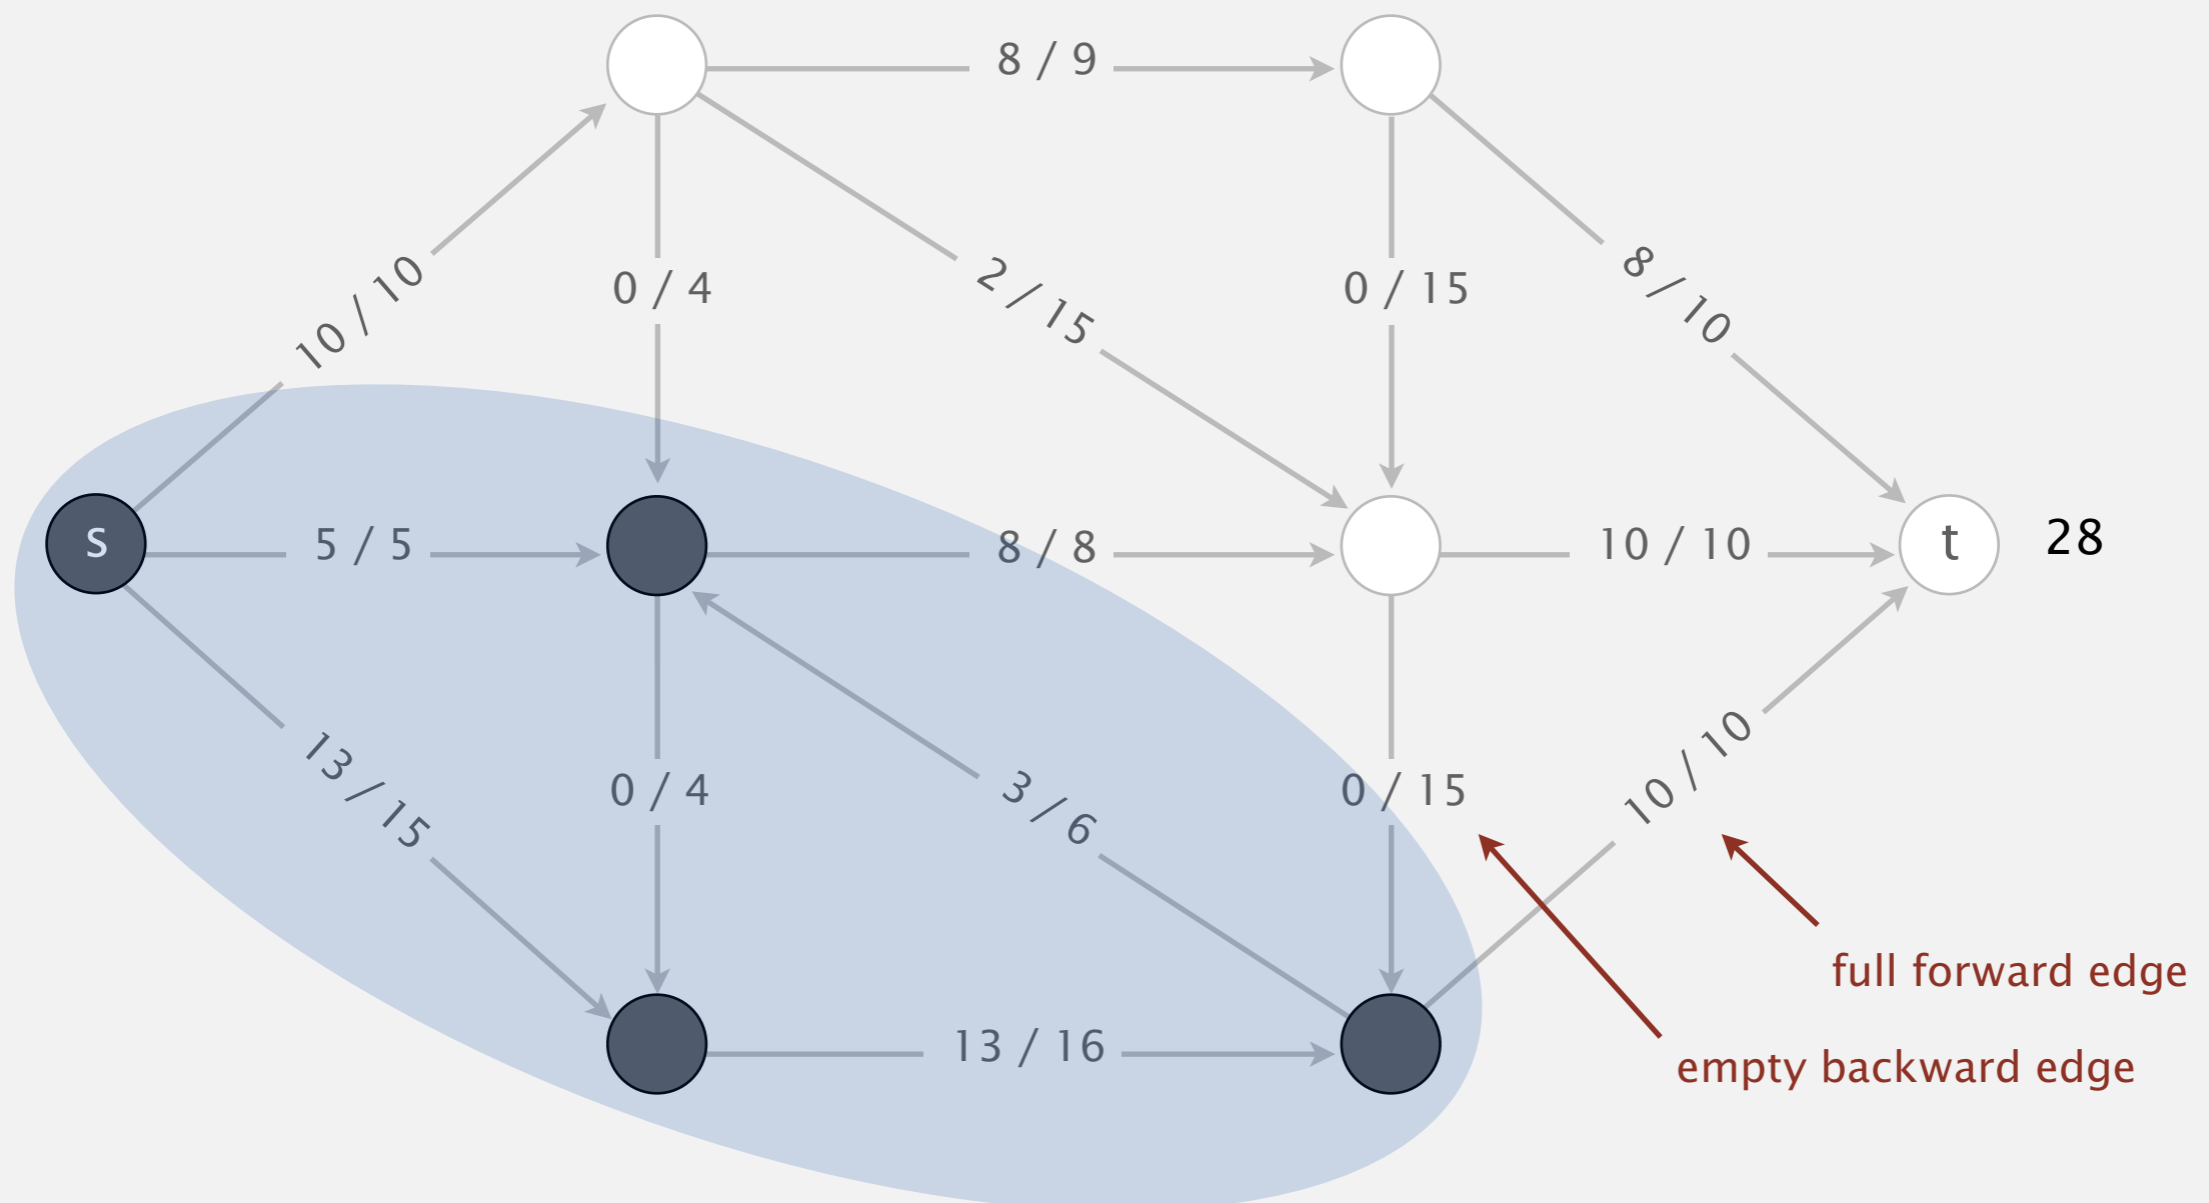 8 / 9
10 / 10
0 / 4
2 / 15
0 / 15
8 / 10
s
5 / 5
8 / 8
10 / 10
t
28
13 / 15
0 / 4
3 / 6
0 / 15
10 / 10
full forward edge
13 / 16
empty backward edge